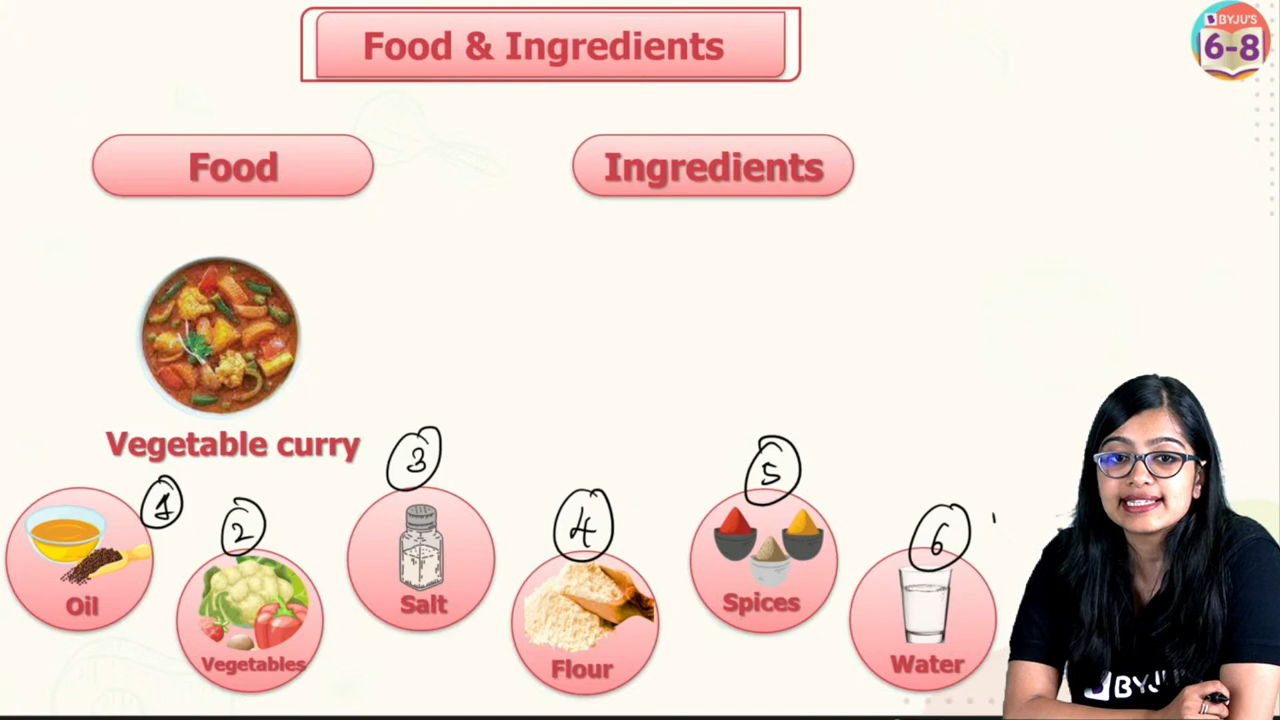 Food & Ingredients
BYJU'S
6-8
Food
Ingredients
Vegetable curry
1
2
3
4
5
6
Oil
Vegetables
Salt
Flour
Spices
Water